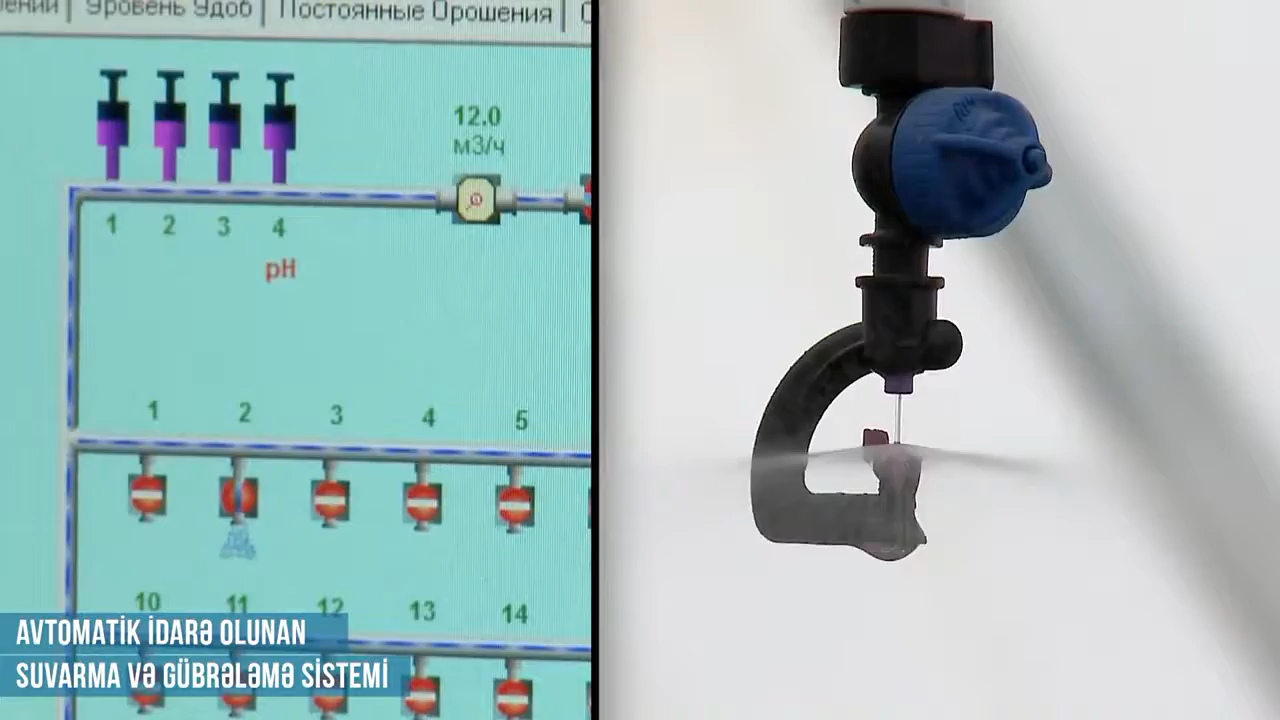 Уровень Удоб
Постоянные Орошения
12.0
м3/ч
1 2 3 4
pH
1 2 3 4 5
10 11 12 13 14
AVTOMATİK İDARƏ OLUNAN
SUVARMA VƏ GÜBRƏLƏMƏ SİSTEMİ